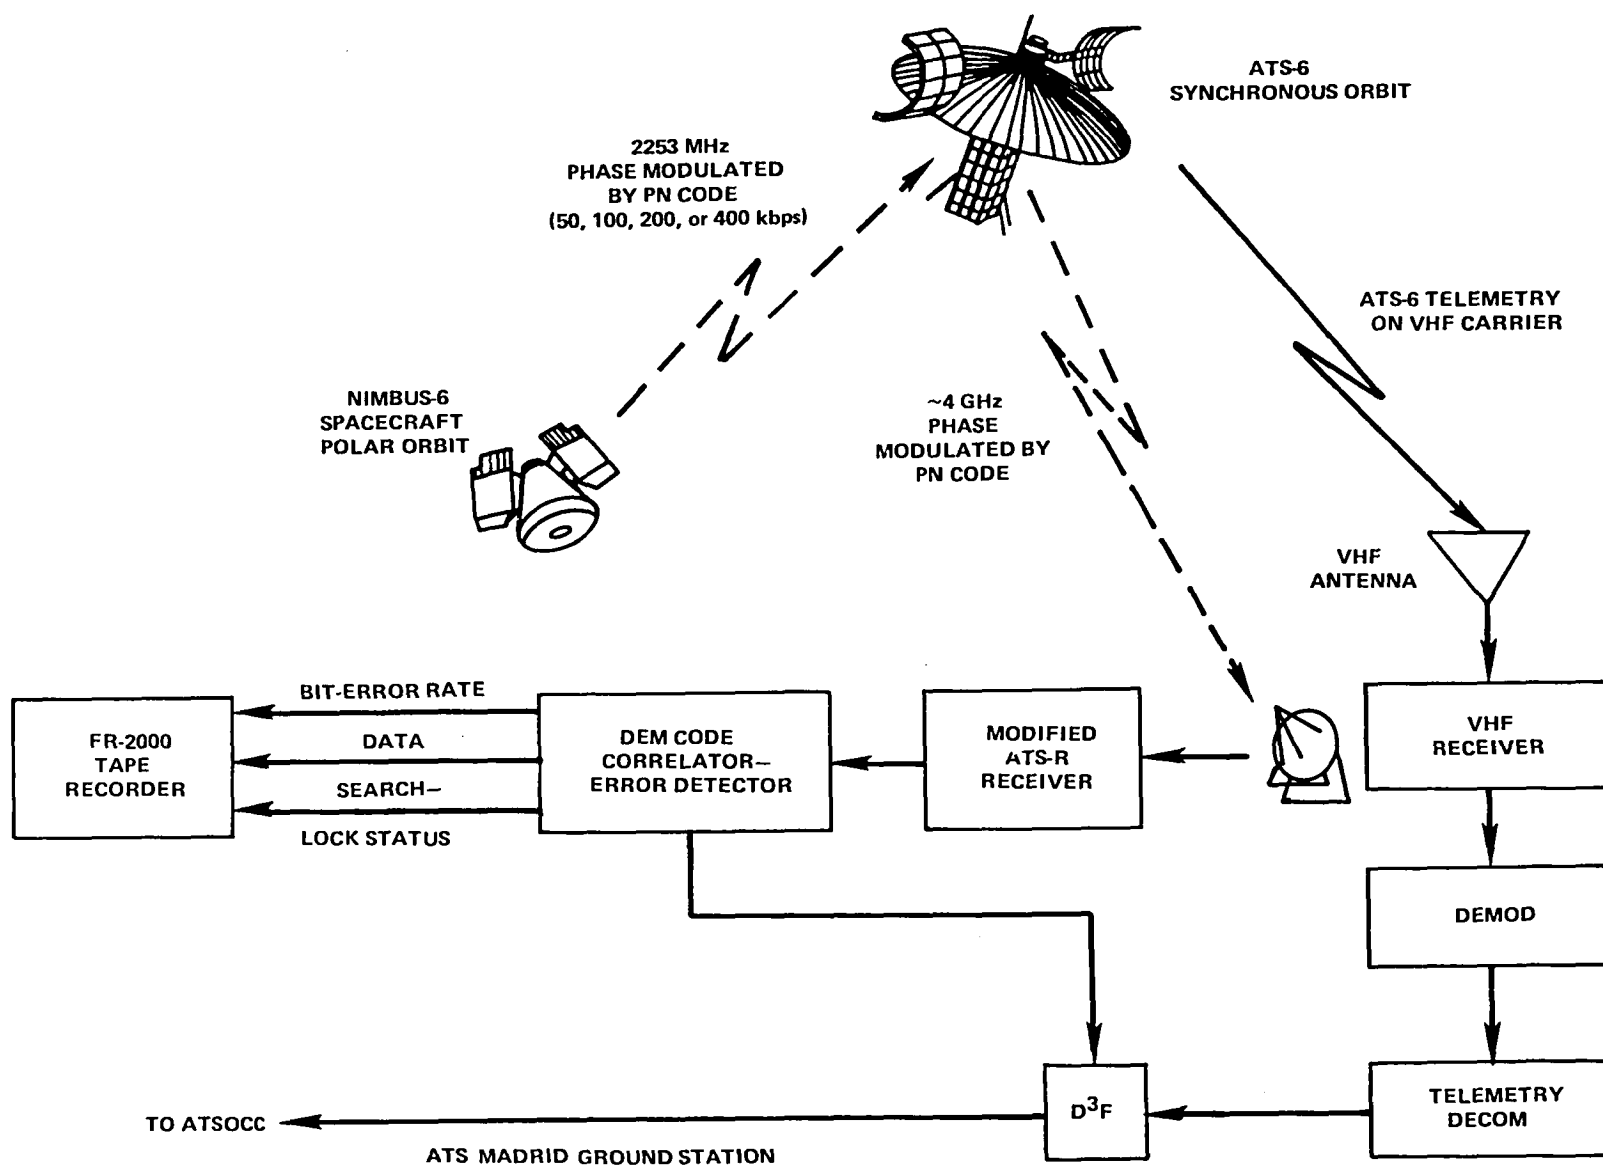 ATS-6
SYNCHRONOUS ORBIT
2253 MHz
PHASE MODULATED
BY PN CODE
(50, 100, 200, or 400 kbps)
ATS-6 TELEMETRY
ON VHF CARRIER
NIMBUS-6
SPACECRAFT
POLAR ORBIT
~4 GHz
PHASE
MODULATED BY
PN CODE
VHF
ANTENNA
BIT-ERROR RATE
DATA
SEARCH–
LOCK STATUS
FR-2000
TAPE
RECORDER
DEM CODE
CORRELATOR–
ERROR DETECTOR
MODIFIED
ATS-R
RECEIVER
VHF
RECEIVER
DEMOD
TELEMETRY
DECOM
D³F
TO ATSOCC
ATS MADRID GROUND STATION